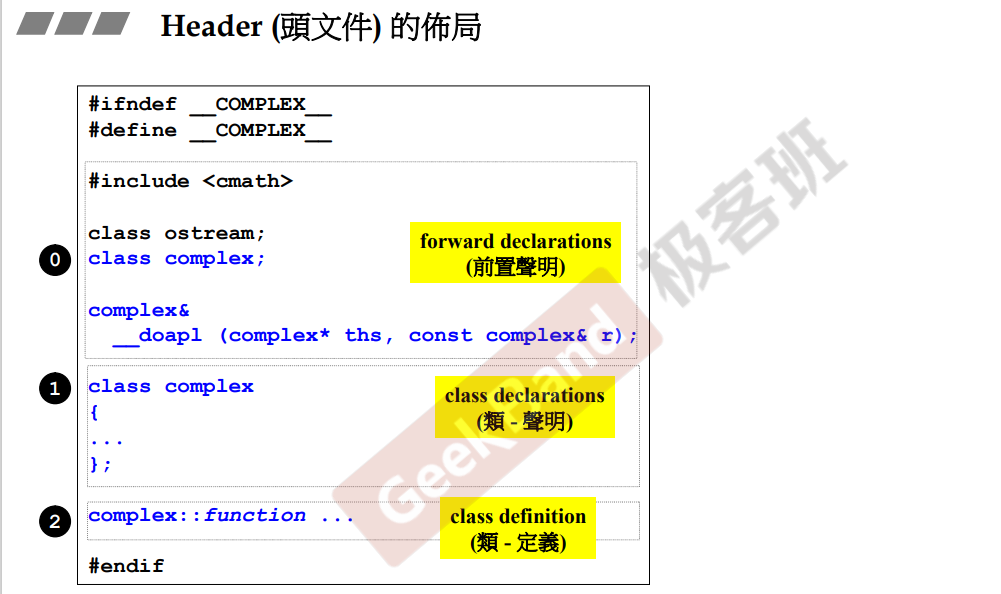 Header (頭文件) 的佈局
#ifndef __COMPLEX__
#define __COMPLEX__
#include <cmath>
class ostream;
class complex;
complex&
__doapl (complex* ths, const complex& r);
0
forward declarations
(前置聲明)
class complex
{
...
};
1
class declarations
(類 - 聲明)
complex::function ...
2
class definition
(類 - 定義)
#endif
GeekBand 极客班